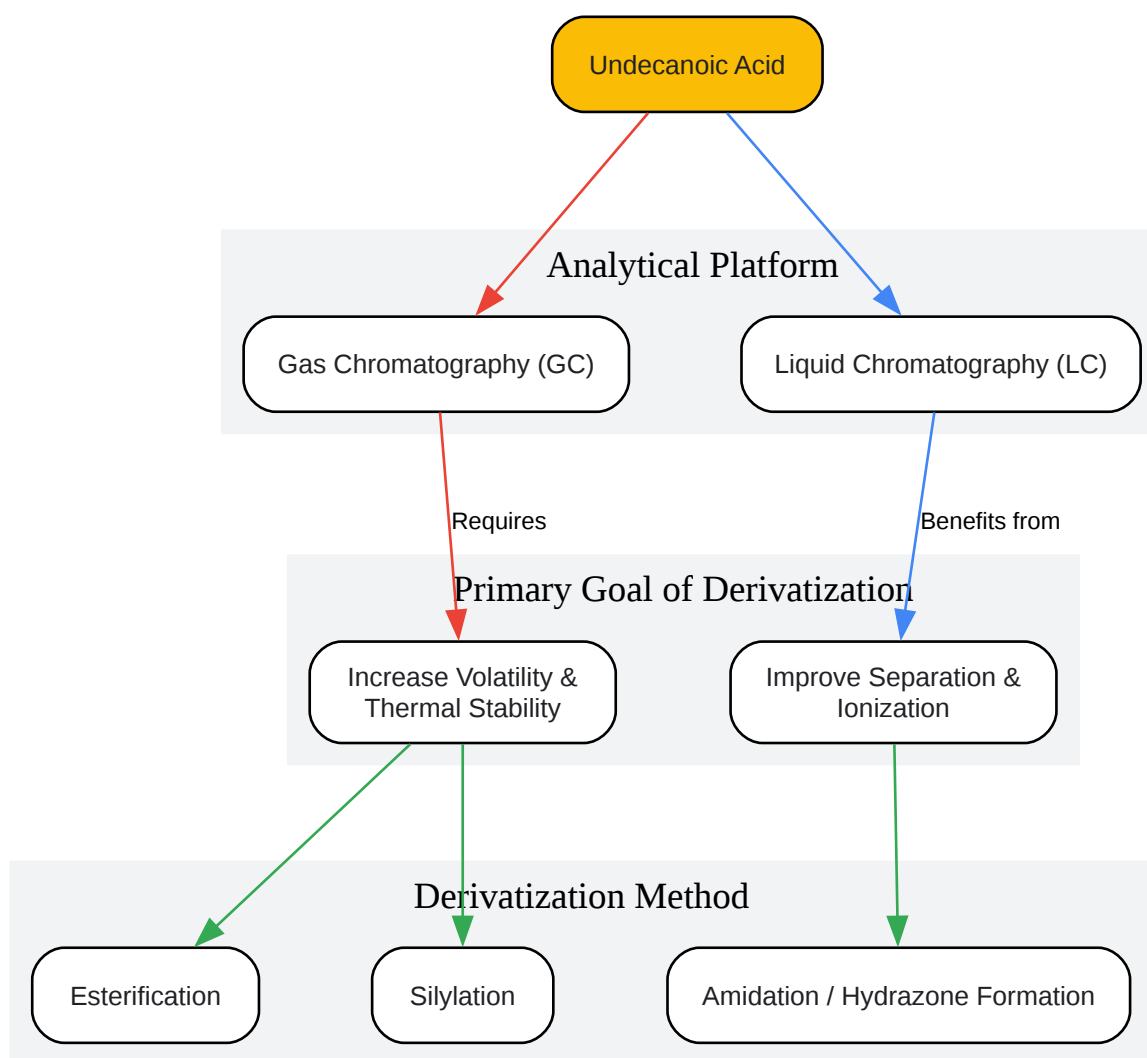 Undecanoic Acid
Analytical Platform
Gas Chromatography (GC)
Liquid Chromatography (LC)
Requires
Benefits from
Primary Goal of Derivatization
Increase Volatility &
Thermal Stability
Improve Separation &
Ionization
Derivatization Method
Esterification
Silylation
Amidation / Hydrazone Formation